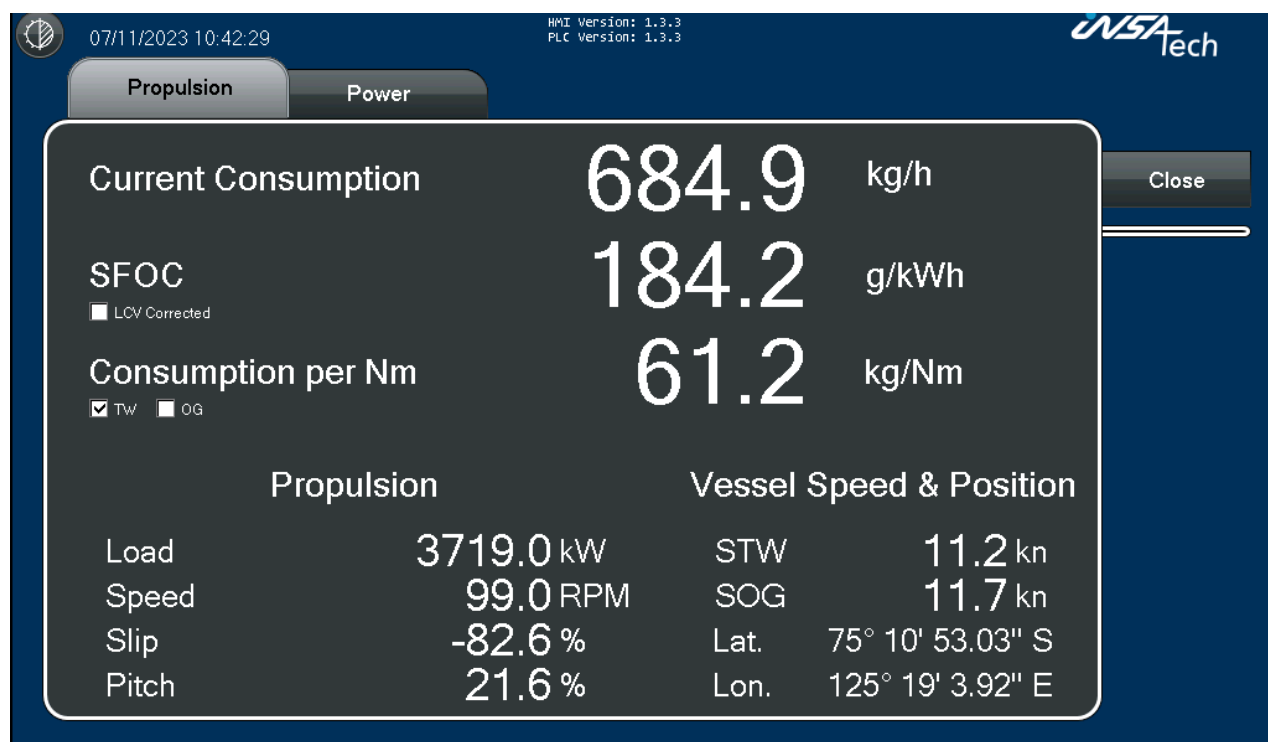 07/11/2023 10:42:29
HMI Version: 1.3.3
PLC Version: 1.3.3
iNSATech
Propulsion
Power
Current Consumption 684.9 kg/h
Close
SFOC 184.2 g/kWh
LCV Corrected
Consumption per Nm 61.2 kg/Nm
TW OG
Propulsion
Vessel Speed & Position
Load 3719.0 kW
STW 11.2 kn
Speed 99.0 RPM
SOG 11.7 kn
Slip -82.6 %
Lat. 75° 10' 53.03" S
Pitch 21.6 %
Lon. 125° 19' 3.92" E